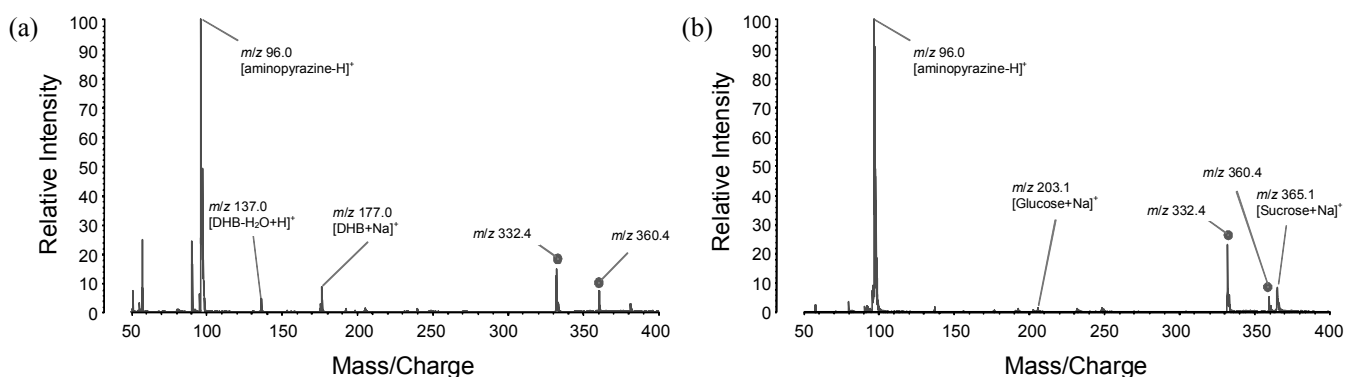 (a)
Relative Intensity
100
90
80
70
60
50
40
30
20
10
0
m/z 96.0
[aminopyrazine-H]⁺
m/z 137.0
[DHB-H₂O+H]⁺
m/z 177.0
[DHB+Na]⁺
m/z 332.4
m/z 360.4
50 100 150 200 250 300 350 400
Mass/Charge
(b)
Relative Intensity
100
90
80
70
60
50
40
30
20
10
0
m/z 96.0
[aminopyrazine-H]⁺
m/z 203.1
[Glucose+Na]⁺
m/z 332.4
m/z 360.4
m/z 365.1
[Sucrose+Na]⁺
50 100 150 200 250 300 350 400
Mass/Charge